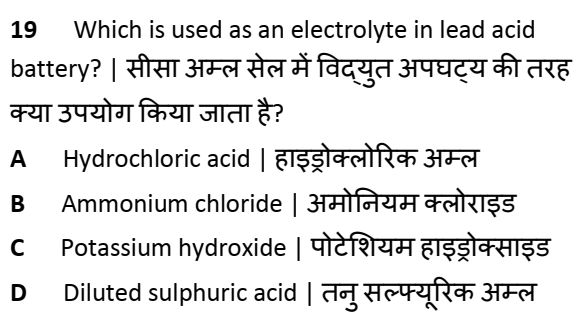 19 Which is used as an electrolyte in lead acid
battery? | सीसा अम्ल सेल में विद्युत अपघट्य की तरह
क्या उपयोग किया जाता है?
A Hydrochloric acid | हाइड्रोक्लोरिक अम्ल
B Ammonium chloride | अमोनियम क्लोराइड
C Potassium hydroxide | पोटेशियम हाइड्रोक्साइड
D Diluted sulphuric acid | तनु सल्फ्यूरिक अम्ल